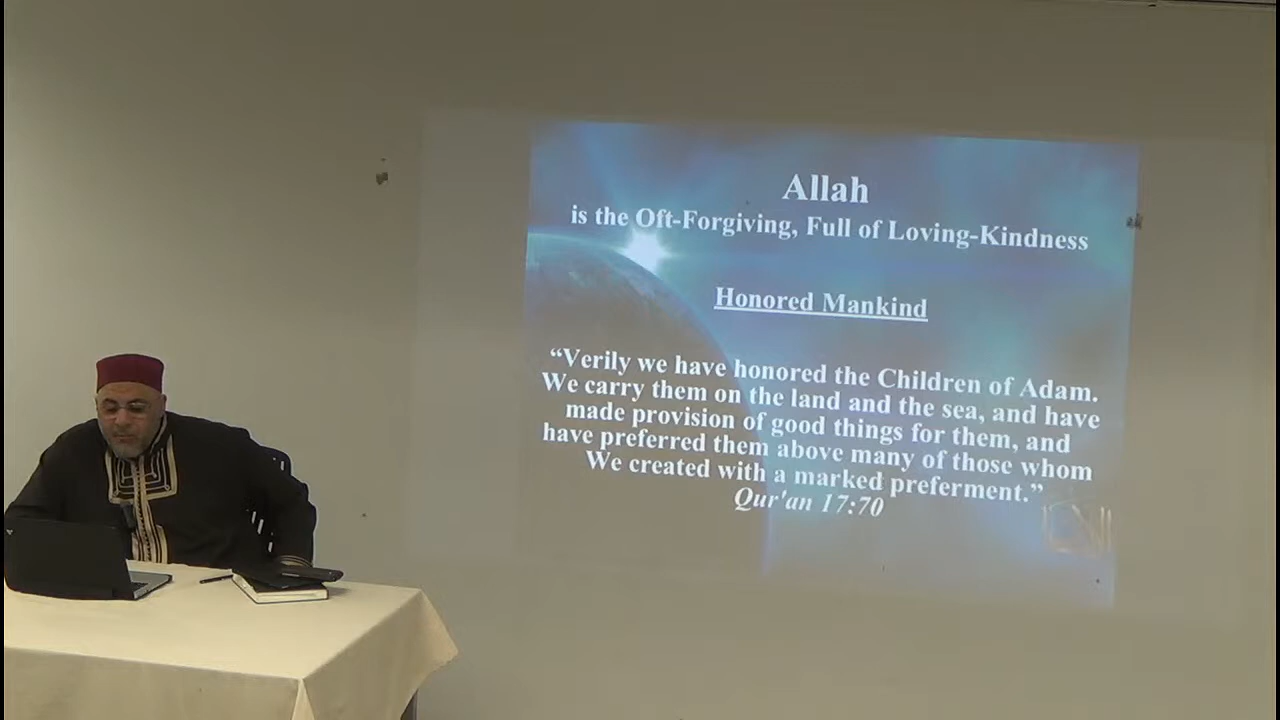 Allah
is the Oft-Forgiving, Full of Loving-Kindness
Honored Mankind
“Verily we have honored the Children of Adam.
We carry them on the land and the sea, and have
made provision of good things for them, and
have preferred them above many of those whom
We created with a marked preferment.”
Qur'an 17:70